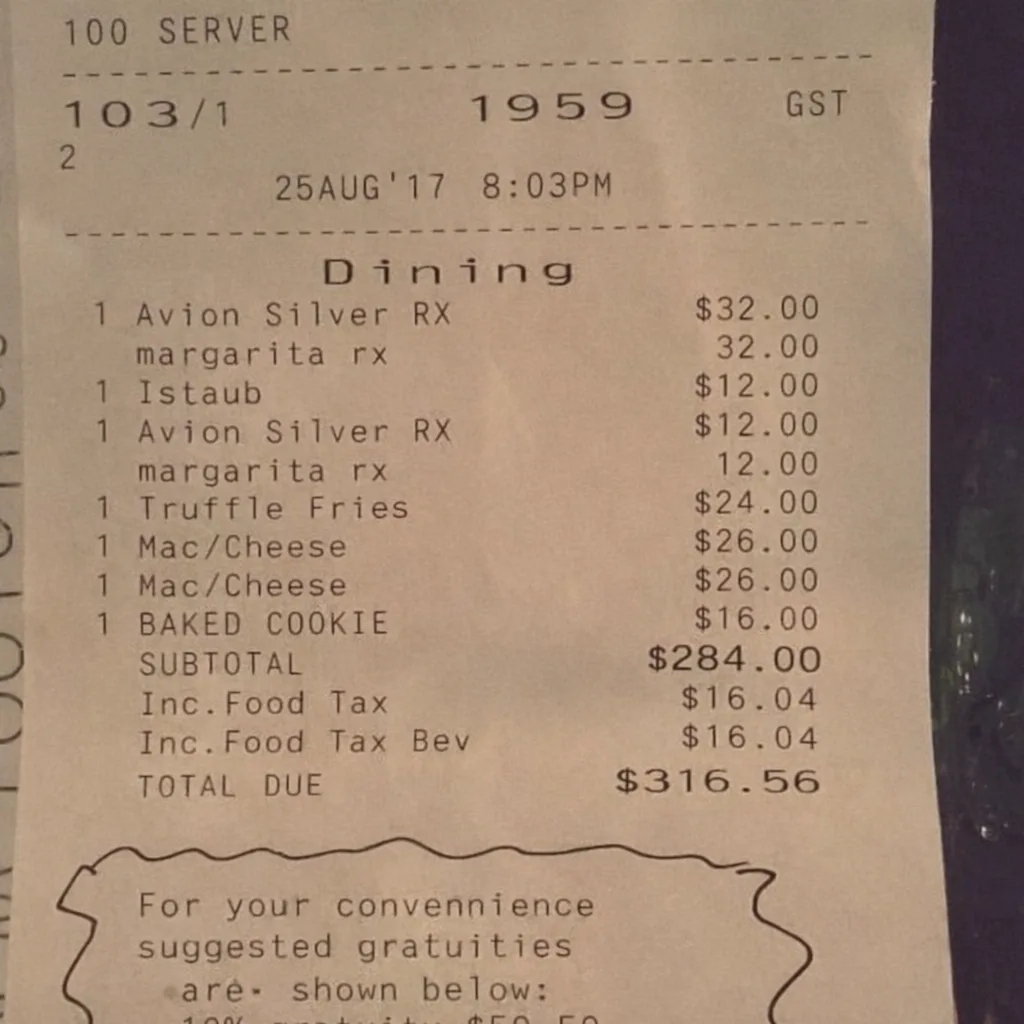 100 SERVER
103/1 1959 GST
2
25AUG'17 8:03PM
Dining
1 Avion Silver RX $32.00
margarita rx 32.00
1 Istaub $12.00
1 Avion Silver RX $12.00
margarita rx 12.00
1 Truffle Fries $24.00
1 Mac/Cheese $26.00
1 Mac/Cheese $26.00
1 BAKED COOKIE $16.00
SUBTOTAL $284.00
Inc.Food Tax $16.04
Inc.Food Tax Bev $16.04
TOTAL DUE $316.56
For your convennience
suggested gratuities
are- shown below: